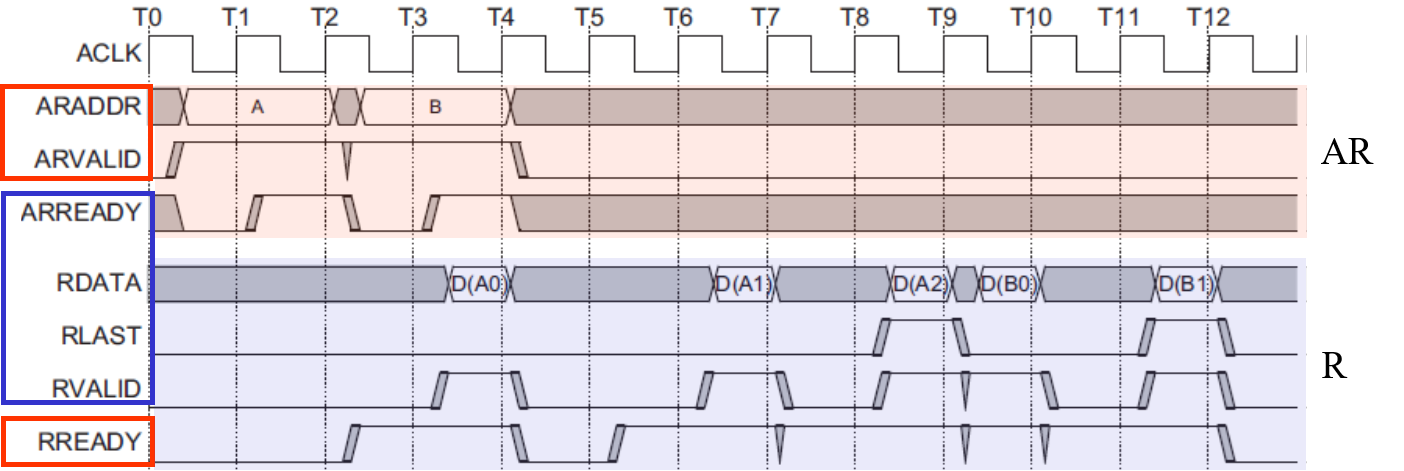 T0 T1 T2 T3 T4 T5 T6 T7 T8 T9 T10 T11 T12
ACLK
ARADDR A B
ARVALID
AR
ARREADY
RDATA D(A0) D(A1) D(A2) D(B0) D(B1)
RLAST
R
RVALID
RREADY